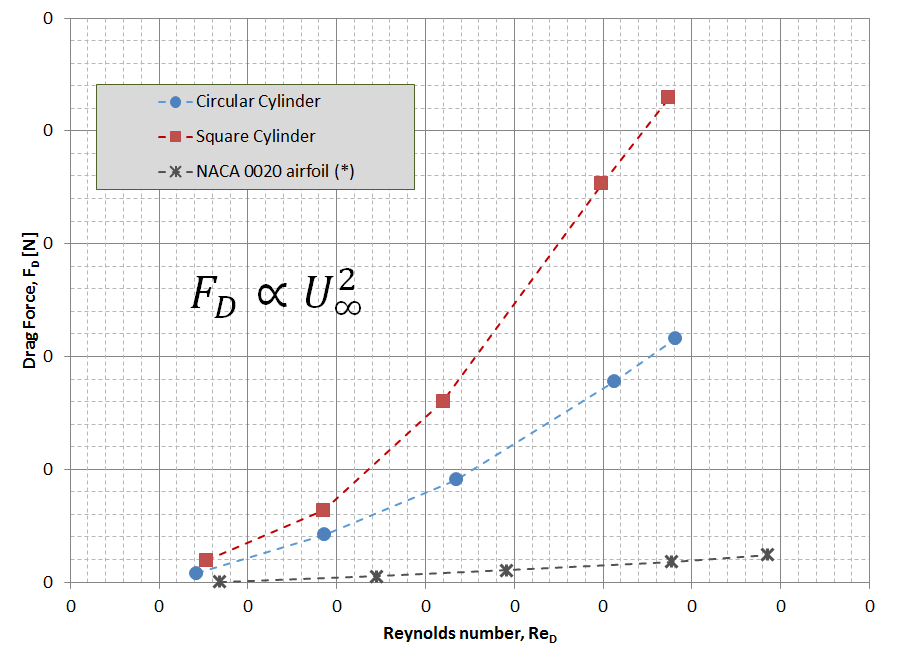 0
Circular Cylinder
Square Cylinder
NACA 0020 airfoil (*)
0
0
F_D ∝ U_∞^2
Drag Force, F_D [N]
0
0
0
0 0 0 0 0 0 0 0 0 0
Reynolds number, Re_D